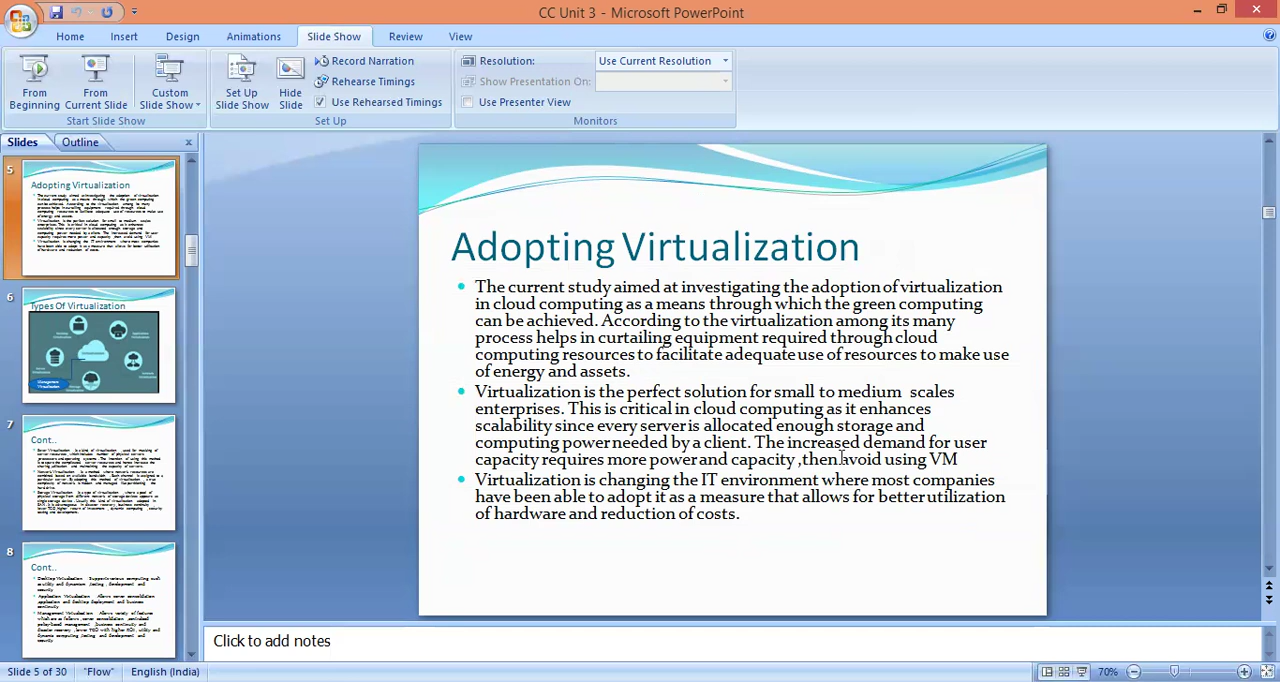 CC Unit 3 - Microsoft PowerPoint
Home Insert Design Animations Slide Show Review View
From Beginning
From Current Slide
Custom Slide Show
Start Slide Show
Set Up Slide Show
Hide Slide
Record Narration
Rehearse Timings
Use Rehearsed Timings
Set Up
Resolution: Use Current Resolution
Show Presentation On:
Use Presenter View
Monitors
Slides Outline
5
Adopting Virtualization
6
Types Of Virtualization
7
Cont..
8
Cont..
Adopting Virtualization
The current study aimed at investigating the adoption of virtualization
in cloud computing as a means through which the green computing
can be achieved. According to the virtualization among its many
process helps in curtailing equipment required through cloud
computing resources to facilitate adequate use of resources to make use
of energy and assets.
Virtualization is the perfect solution for small to medium scales
enterprises. This is critical in cloud computing as it enhances
scalability since every server is allocated enough storage and
computing power needed by a client. The increased demand for user
capacity requires more power and capacity ,then avoid using VM
Virtualization is changing the IT environment where most companies
have been able to adopt it as a measure that allows for better utilization
of hardware and reduction of costs.
Click to add notes
Slide 5 of 30 "Flow" English (India) 70%